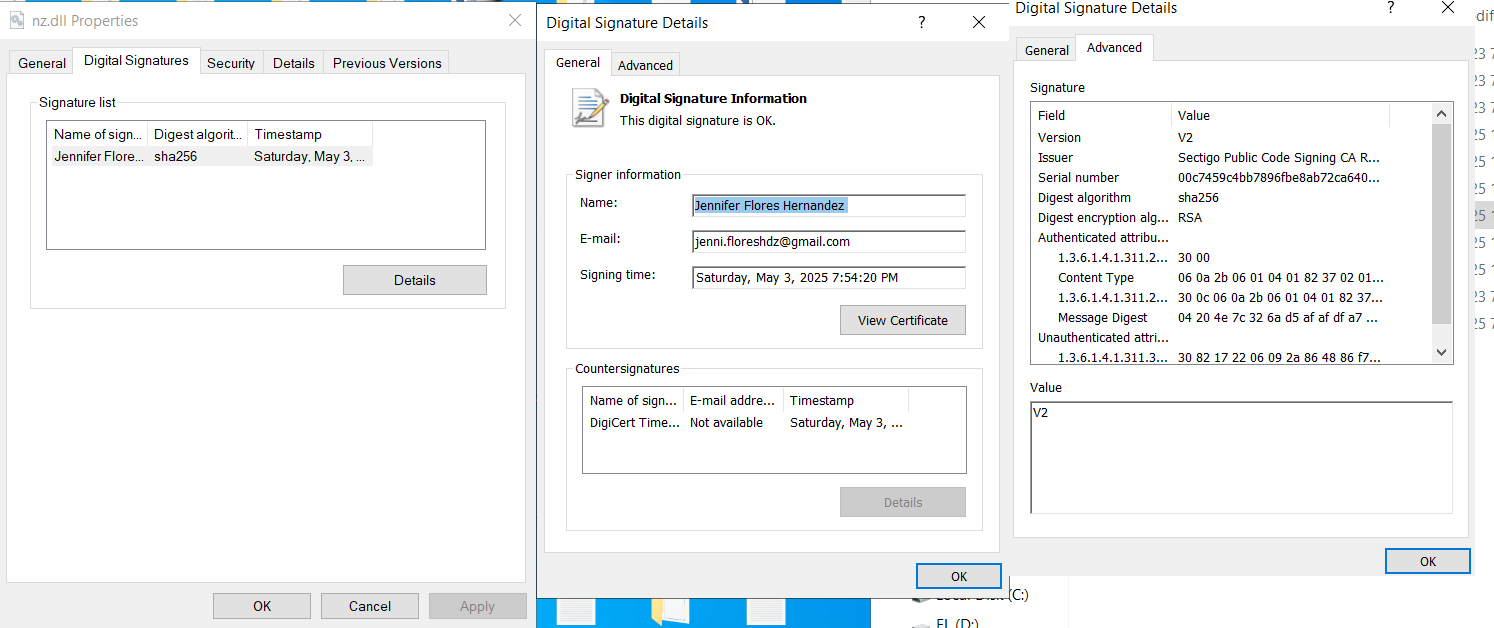 nz.dll Properties
General
Digital Signatures
Security
Details
Previous Versions
Signature list
Name of sign... Digest algorit... Timestamp
Jennifer Flore... sha256 Saturday, May 3, ...
Details
OK
Cancel
Apply
Digital Signature Details
?
General
Advanced
Digital Signature Information
This digital signature is OK.
Signer information
Name: Jennifer Flores Hernandez
E-mail: jenni.floreshdz@gmail.com
Signing time: Saturday, May 3, 2025 7:54:20 PM
View Certificate
Countersignatures
Name of sign... E-mail addre... Timestamp
DigiCert Time... Not available Saturday, May 3, ...
Details
OK
Digital Signature Details
?
General
Advanced
Signature
Field Value
Version V2
Issuer Sectigo Public Code Signing CA R...
Serial number 00c7459c4bb7896fbe8ab72ca640...
Digest algorithm sha256
Digest encryption alg... RSA
Authenticated attribu...
1.3.6.1.4.1.311.2... 30 00
Content Type 06 0a 2b 06 01 04 01 82 37 02 01...
1.3.6.1.4.1.311.2... 30 0c 06 0a 2b 06 01 04 01 82 37...
Message Digest 04 20 4e 7c 32 6a d5 af af df a7 ...
Unauthenticated attri...
1.3.6.1.4.1.311.3... 30 82 17 22 06 09 2a 86 48 86 f7...
Value
V2
OK
Local Disk (C:)
(D:)